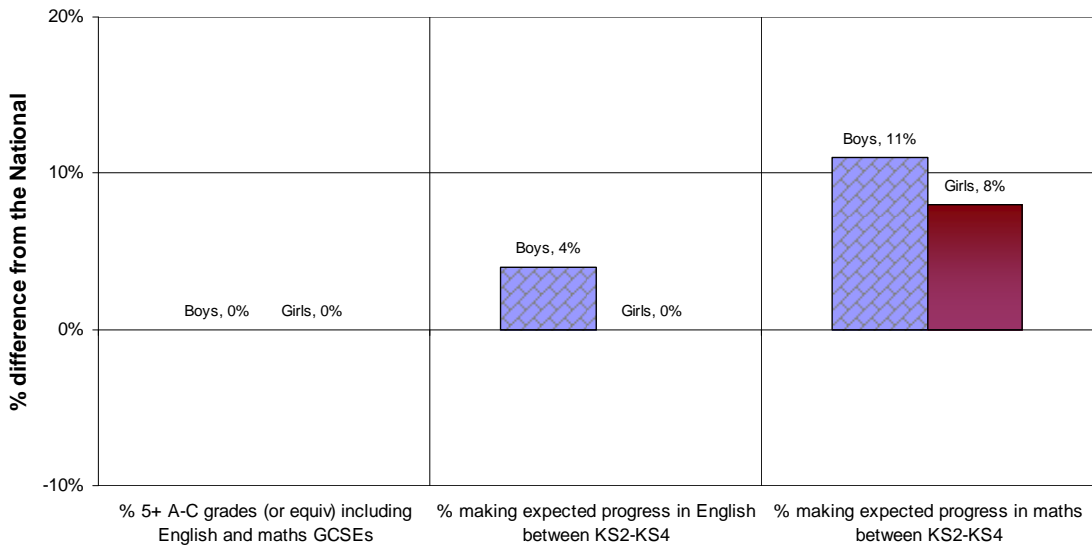 20%
10%
0%
-10%
% difference from the National
Boys, 0%
Girls, 0%
Boys, 4%
Girls, 0%
Boys, 11%
Girls, 8%
% 5+ A-C grades (or equiv) including
English and maths GCSEs
% making expected progress in English
between KS2-KS4
% making expected progress in maths
between KS2-KS4